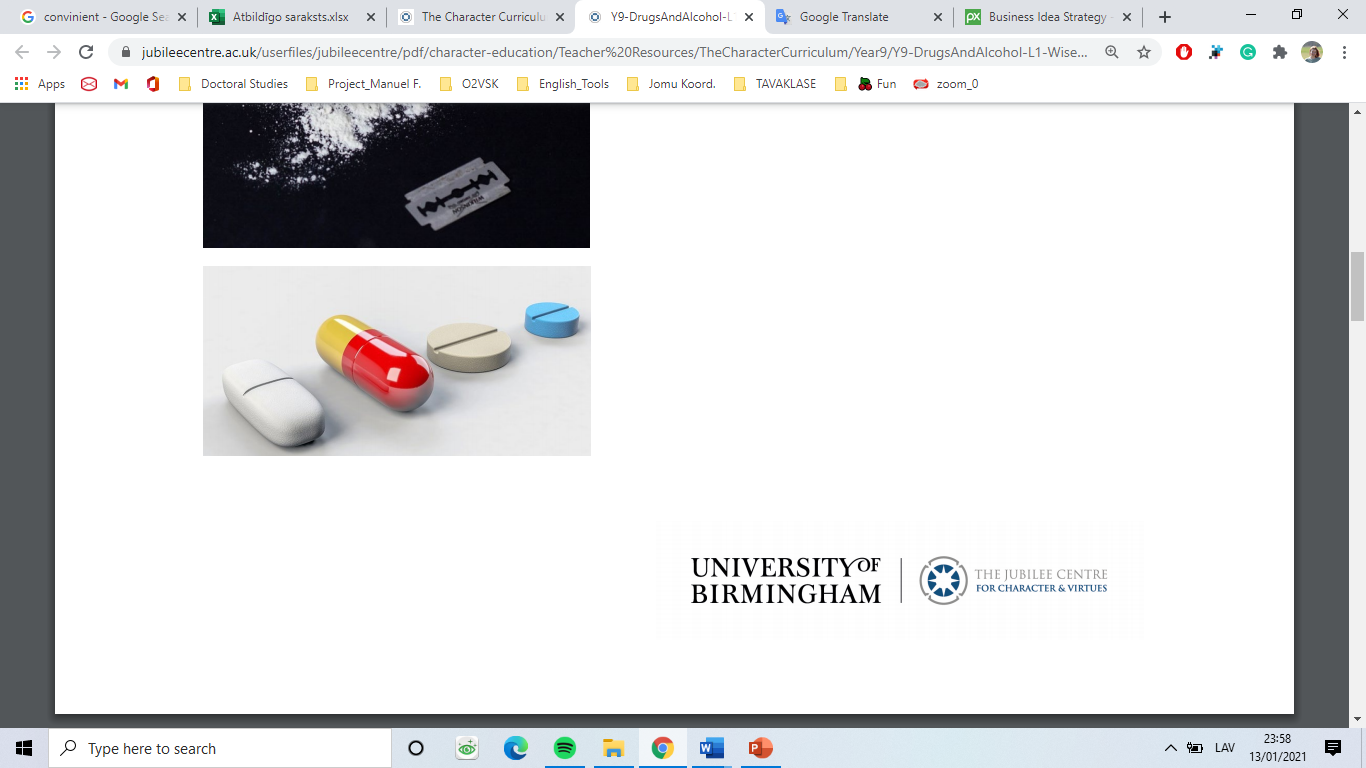 convinient - Google Sea
Atbildīgo saraksts.xlsx
The Character Curriculu
Y9-DrugsAndAlcohol-L
Google Translate
Business Idea Strategy
jubileecentre.ac.uk/userfiles/jubileecentre/pdf/character-education/Teacher%20Resources/TheCharacterCurriculum/Year9/Y9-DrugsAndAlcohol-L1-Wise...
Apps
Doctoral Studies
Project_Manuel F.
O2VSK
English_Tools
Jomu Koord.
TAVAKLASE
Fun
zoom_0
WILKINSON
UNIVERSITY OF
BIRMINGHAM
THE JUBILEE CENTRE
FOR CHARACTER & VIRTUES
Type here to search
LAV
23:58
13/01/2021